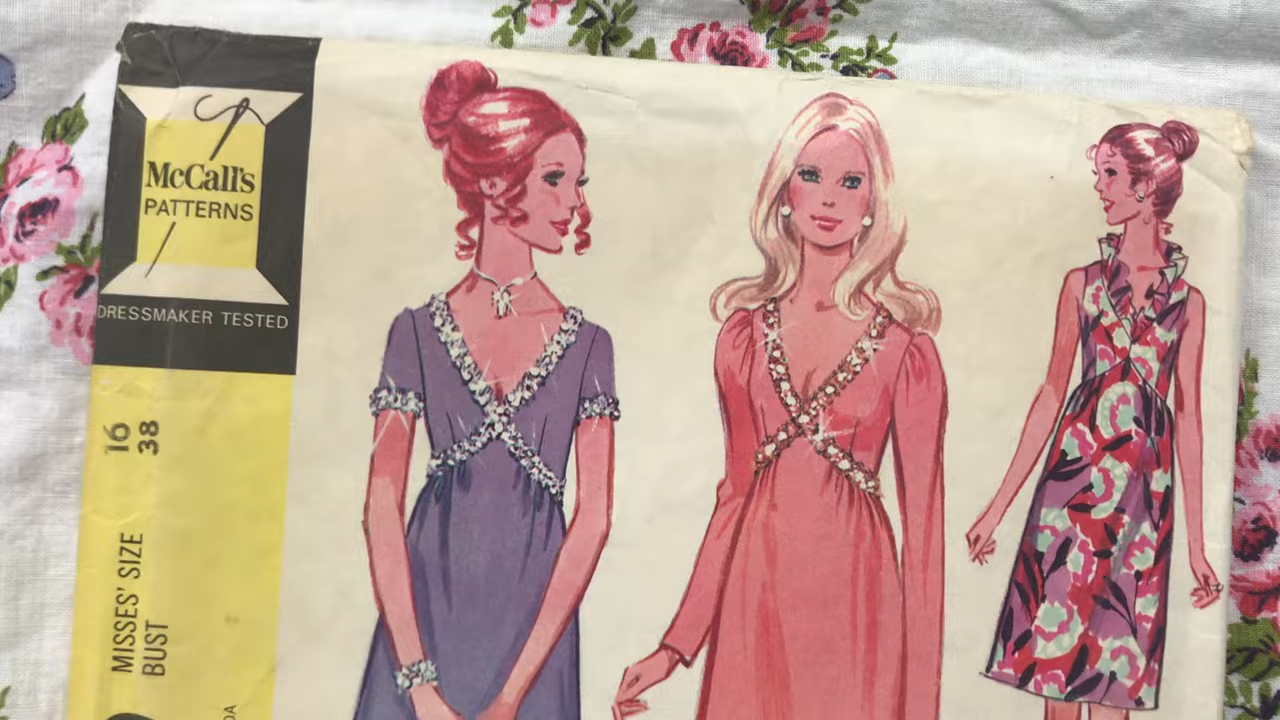 McCall's
PATTERNS
DRESSMAKER TESTED
MISSES' SIZE 16
BUST 38